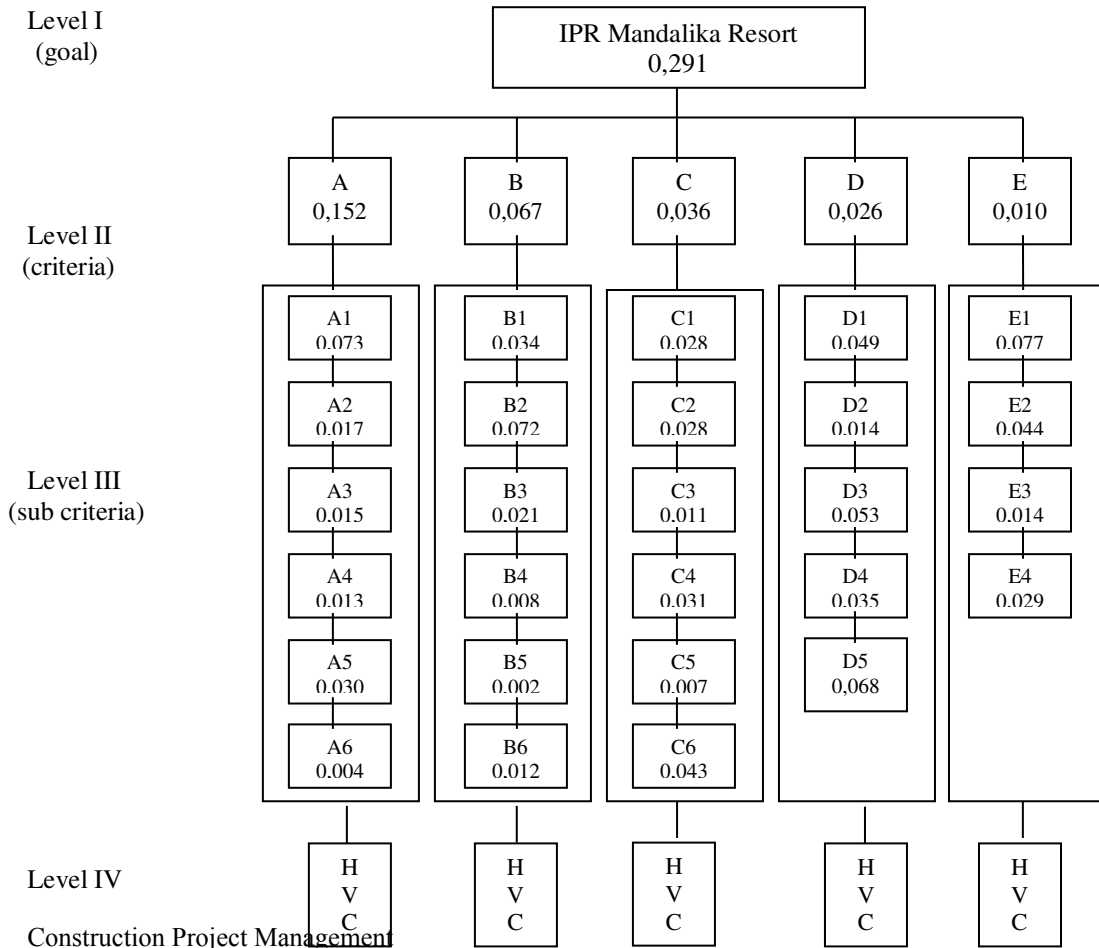 Level I
(goal)
IPR Mandalika Resort
0,291
A
0,152
B
0,067
C
0,036
D
0,026
E
0,010
Level II
(criteria)
A1
0.073
B1
0.034
C1
0.028
D1
0.049
E1
0.077
A2
0.017
B2
0.072
C2
0.028
D2
0.014
E2
0.044
Level III
(sub criteria)
A3
0.015
B3
0.021
C3
0.011
D3
0.053
E3
0.014
A4
0.013
B4
0.008
C4
0.031
D4
0.035
E4
0.029
A5
0.030
B5
0.002
C5
0.007
D5
0,068
A6
0.004
B6
0.012
C6
0.043
Level IV
H
V
C
H
V
C
H
V
C
H
V
C
H
V
C
Construction Project Management